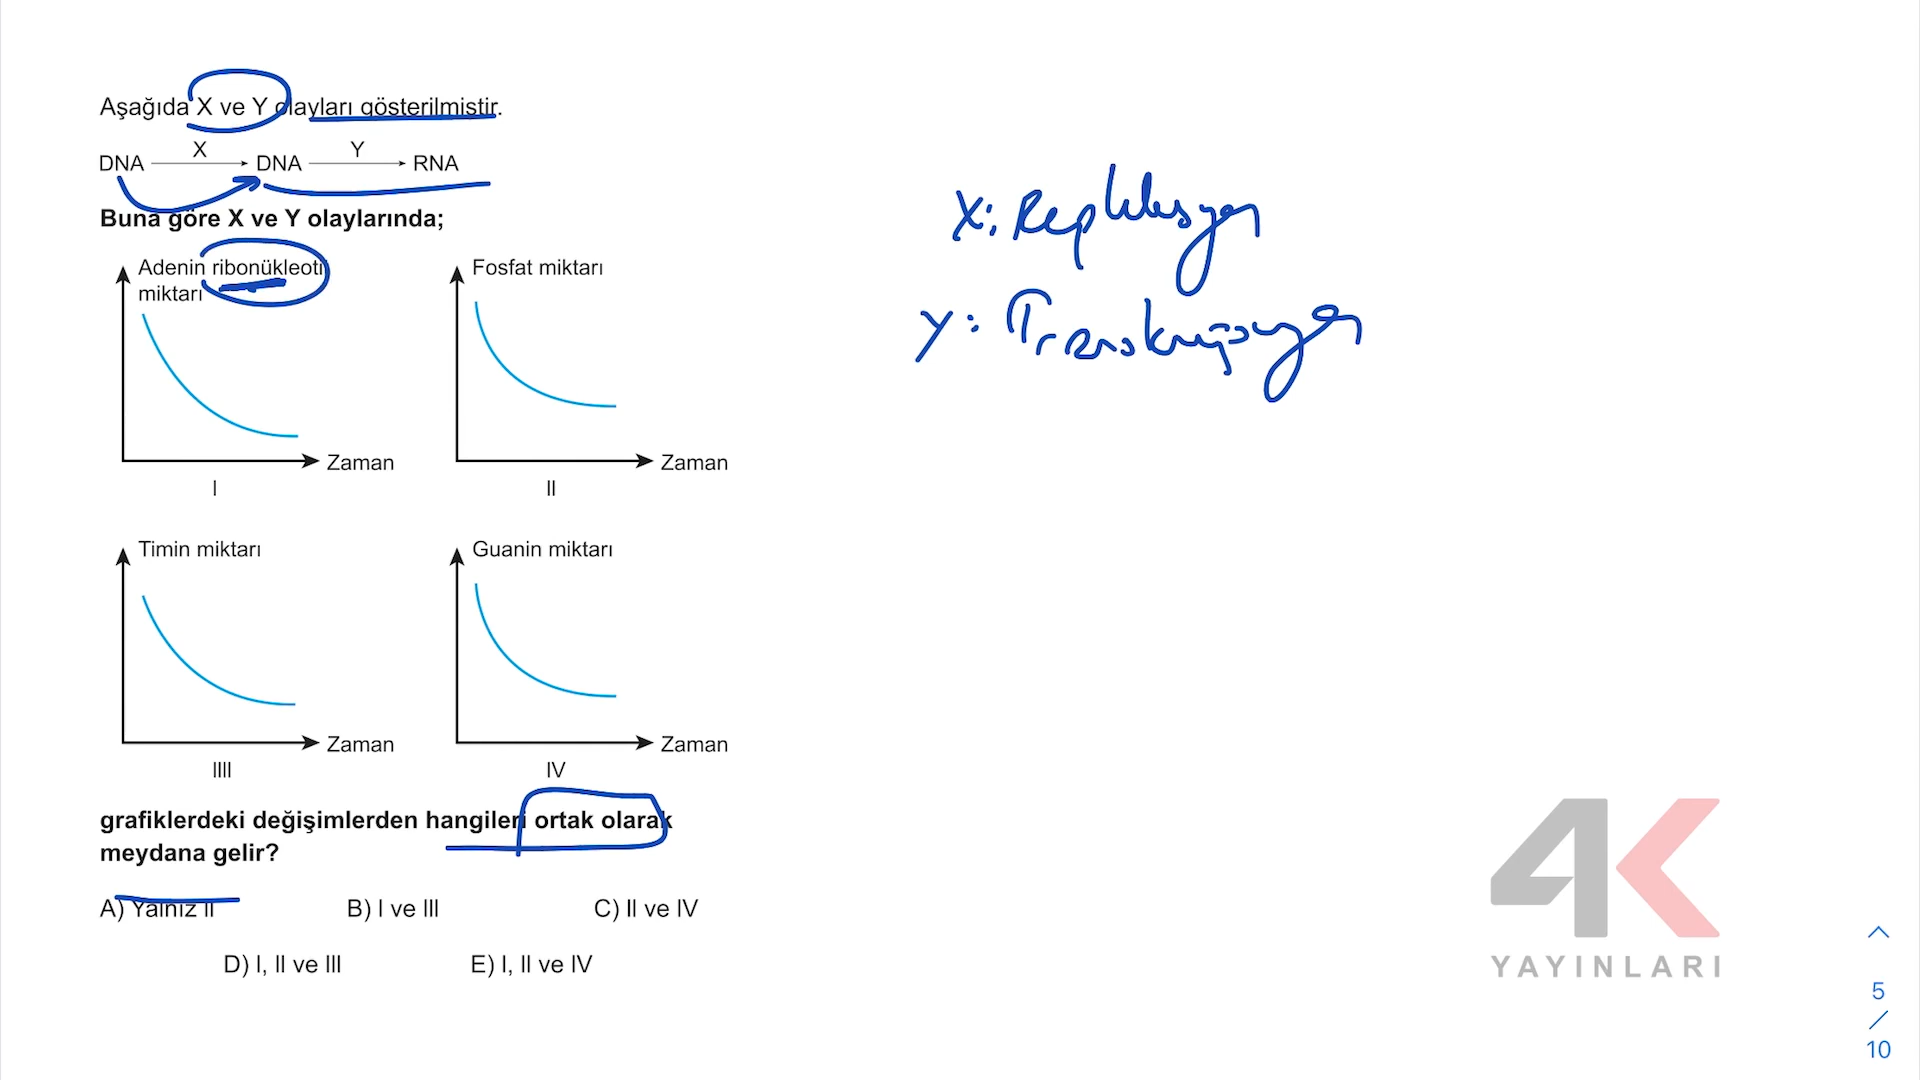 Aşağıda X ve Y olayları gösterilmiştir.
DNA X DNA Y RNA
Buna göre X ve Y olaylarında;
Adenin ribonükleotit
miktarı
Zaman
I
Fosfat miktarı
Zaman
II
Timin miktarı
Zaman
IIII
Guanin miktarı
Zaman
IV
grafiklerdeki değişimlerden hangileri ortak olarak
meydana gelir?
A) Yalnız II
B) I ve III
C) II ve IV
D) I, II ve III
E) I, II ve IV
X: Replikasyon
Y: Transkripsiyon
4K
YAYINLARI
5
/
10